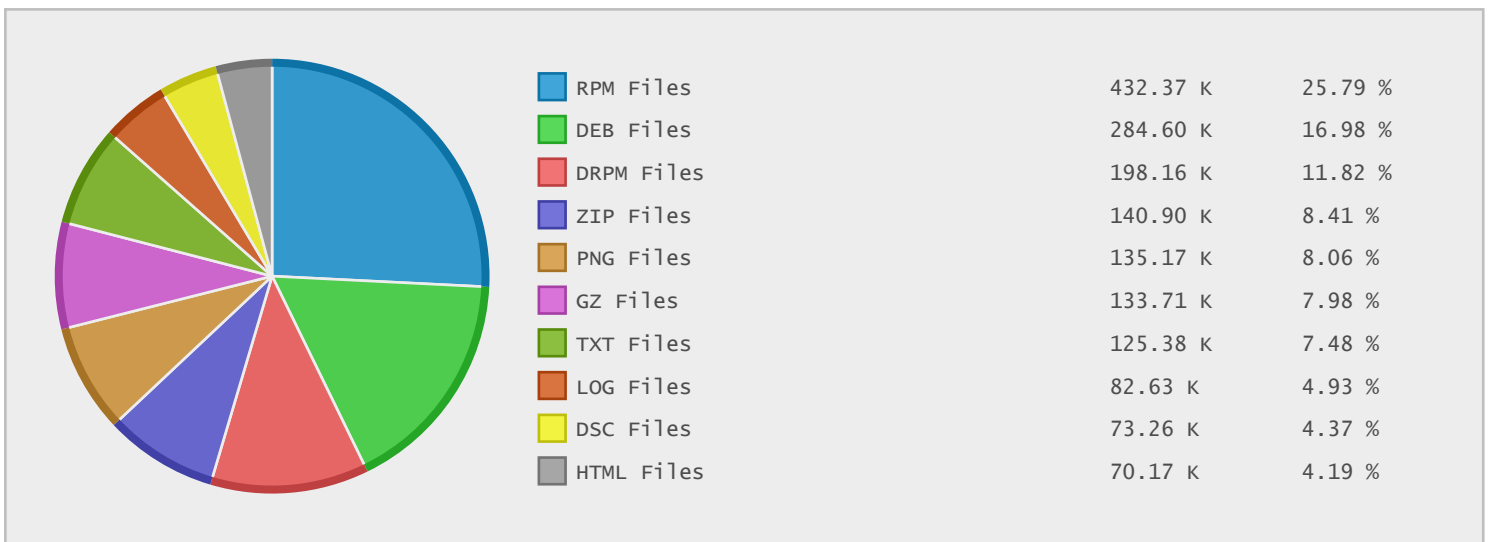 RPM Files 432.37 K 25.79 %
DEB Files 284.60 K 16.98 %
DRPM Files 198.16 K 11.82 %
ZIP Files 140.90 K 8.41 %
PNG Files 135.17 K 8.06 %
GZ Files 133.71 K 7.98 %
TXT Files 125.38 K 7.48 %
LOG Files 82.63 K 4.93 %
DSC Files 73.26 K 4.37 %
HTML Files 70.17 K 4.19 %